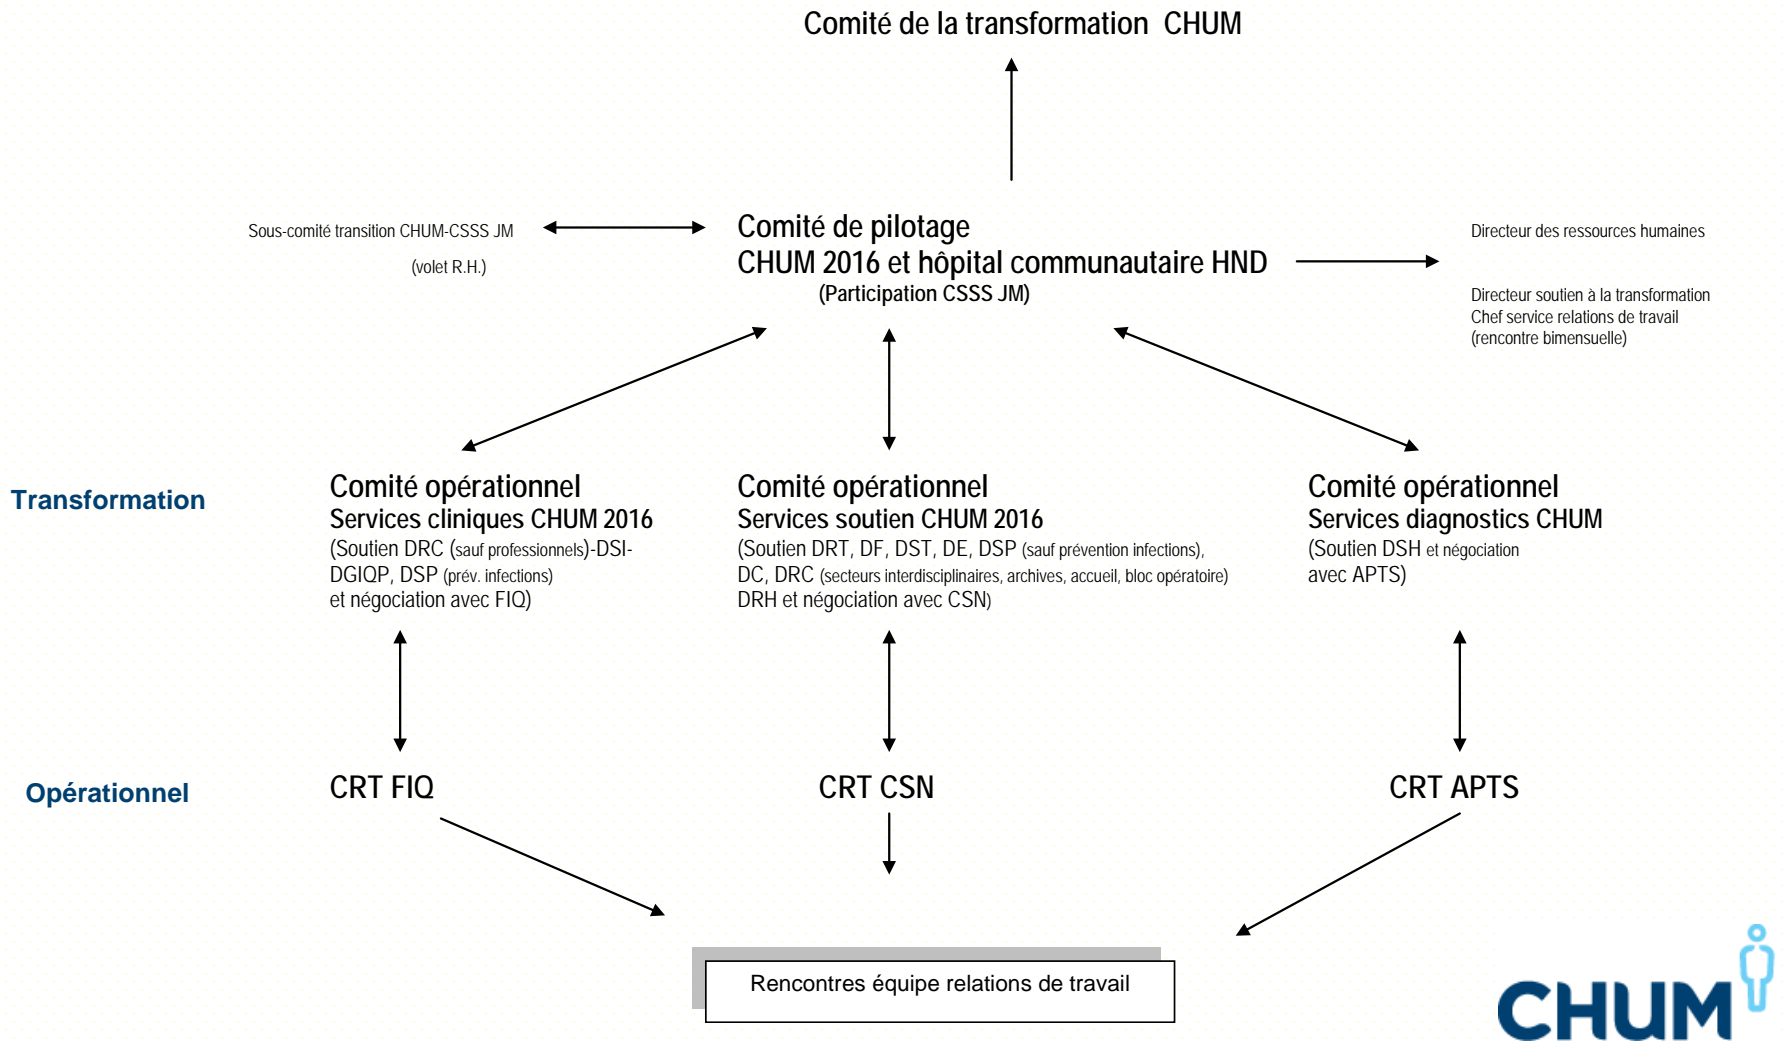 Comité de la transformation  CHUM
Sous-comité transition CHUM-CSSS JM
(volet R.H.)
Comité de pilotage
CHUM 2016 et hôpital communautaire HND
(Participation CSSS JM)
Directeur des ressources humaines
Directeur soutien à la transformation
Chef service relations de travail
(rencontre bimensuelle)
Transformation
Comité opérationnel
Services cliniques CHUM 2016
(Soutien DRC (sauf professionnels)-DSI-
DGIQP, DSP (prév. infections)
et négociation avec FIQ)
Comité opérationnel
Services soutien CHUM 2016
(Soutien DRT, DF, DST, DE, DSP (sauf prévention infections),
DC, DRC (secteurs interdisciplinaires, archives, accueil, bloc opératoire)
DRH et négociation avec CSN)
Comité opérationnel
Services diagnostics CHUM
(Soutien DSH et négociation
avec APTS)
Opérationnel
CRT FIQ
CRT CSN
CRT APTS
Rencontres équipe relations de travail
CHUM